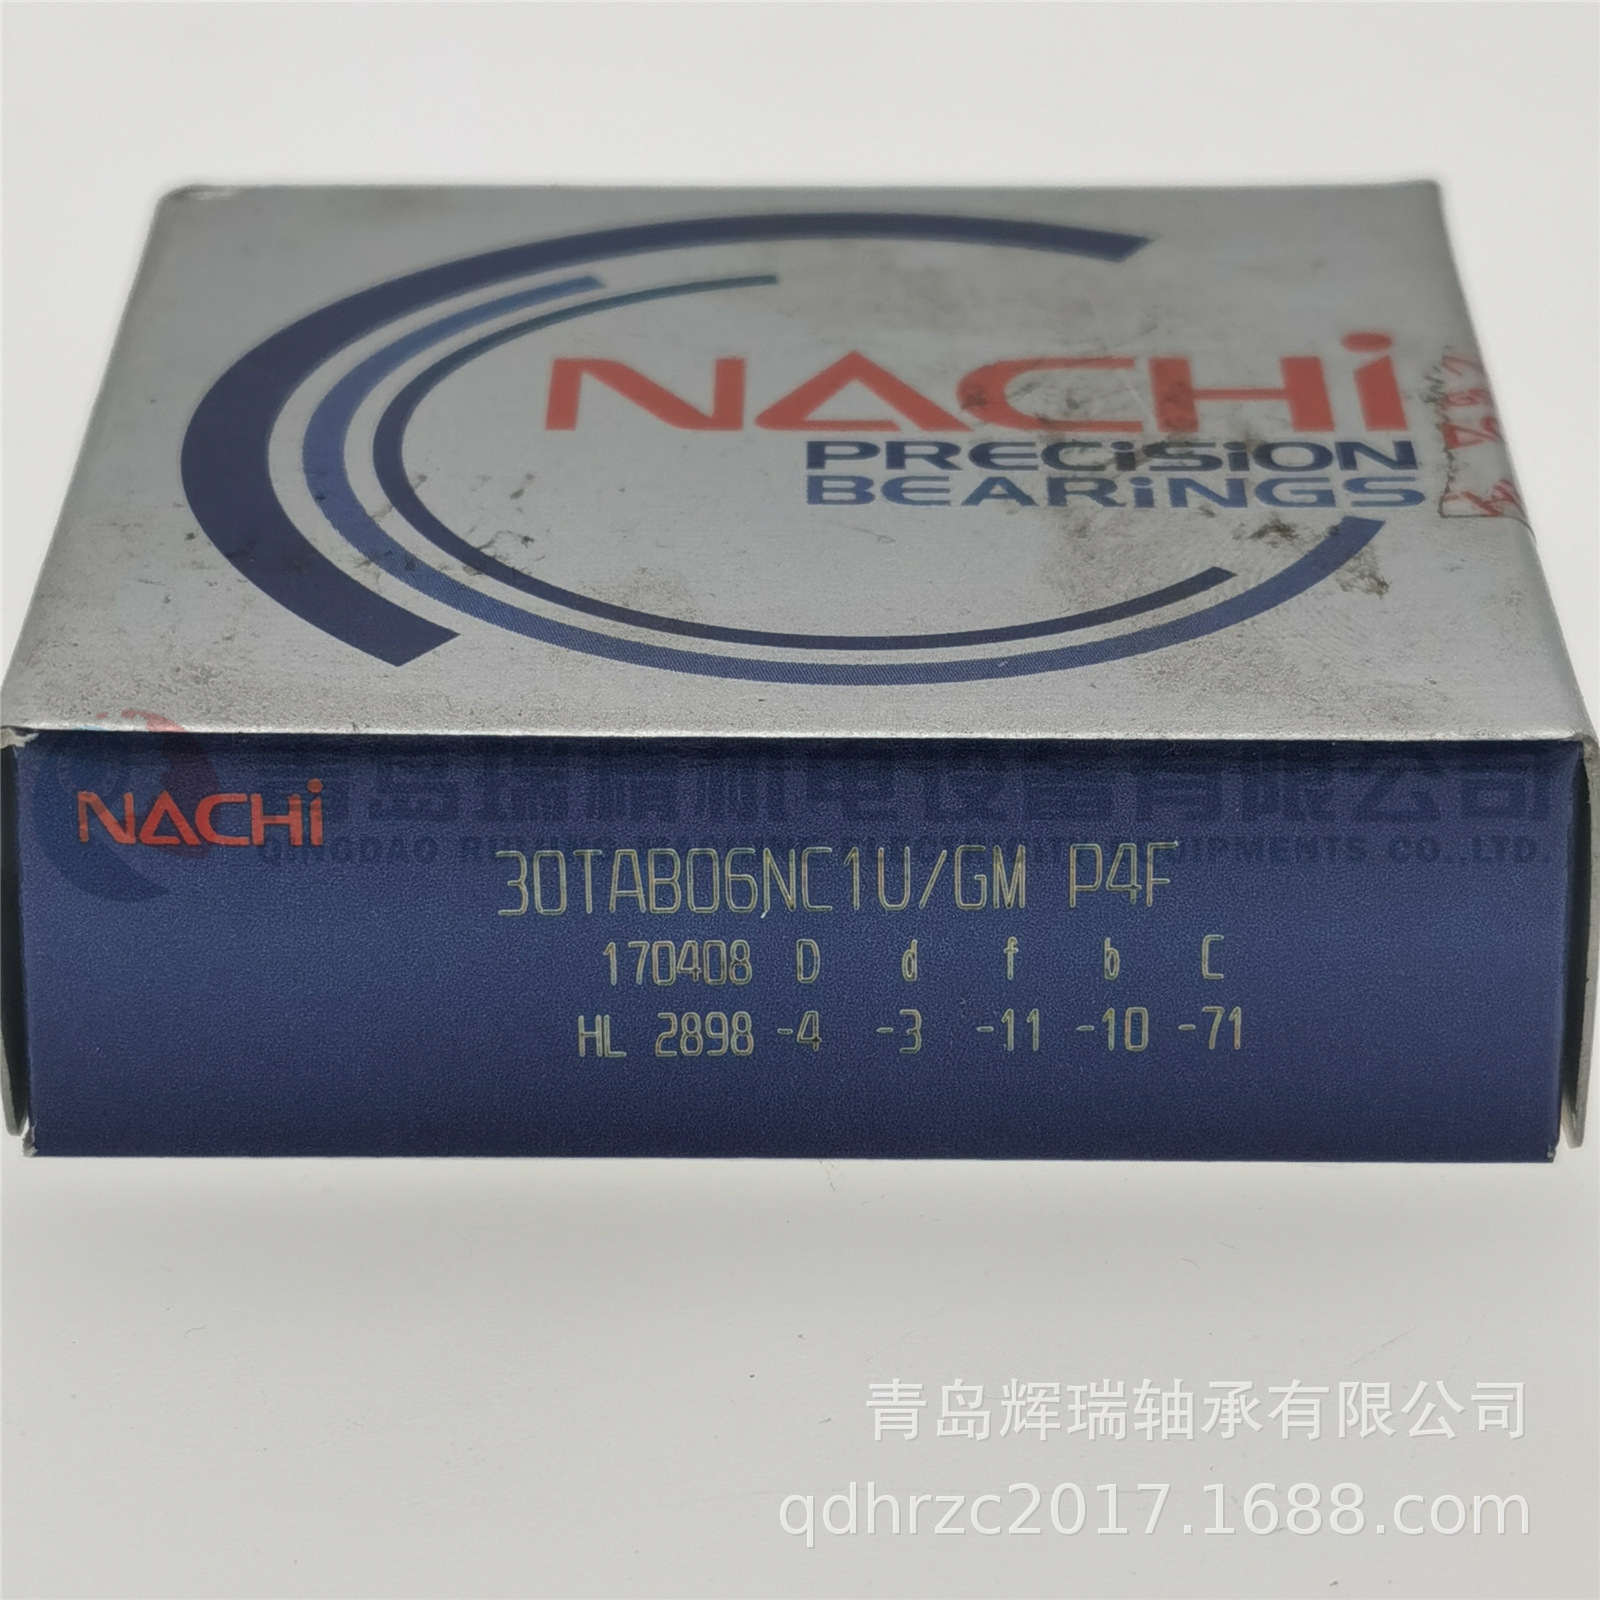 NACHi
PRECiSiON
BEARiNGS
NACHi
30TAB06NC1U/GM P4F
170408 D d f b C
HL 2898 -4 -3 -11 -10 -71
青岛辉瑞轴承有限公司
qdhrzc2017.1688.com